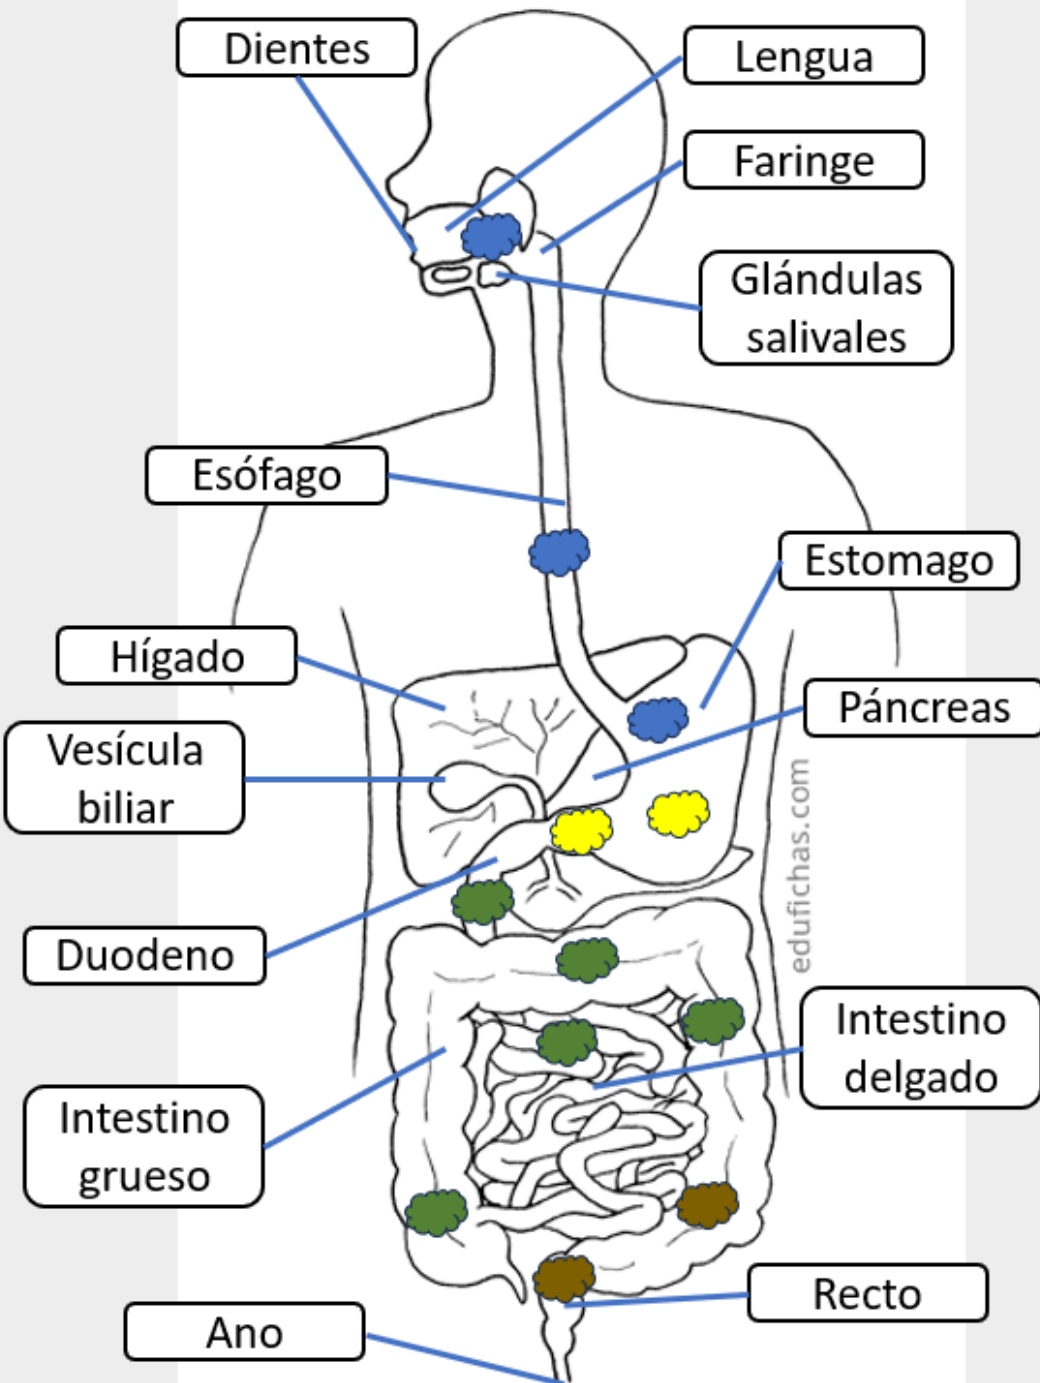 Dientes
Lengua
Faringe
Glándulas
salivales
Esófago
Estomago
Hígado
Páncreas
Vesícula
biliar
edufichas.com
Duodeno
Intestino
delgado
Intestino
grueso
Recto
Ano